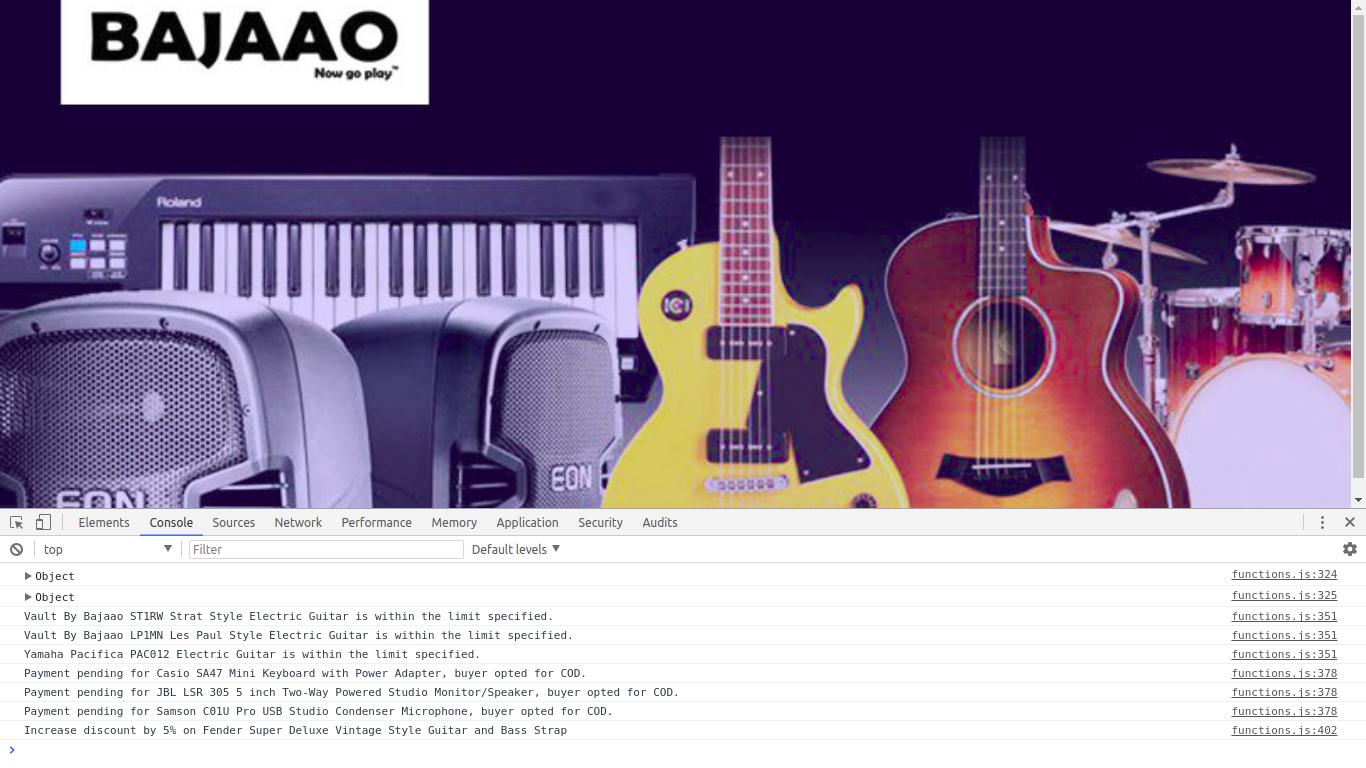 BAJAAO
Now go play™
Roland
EON
EON
Elements Console Sources Network Performance Memory Application Security Audits
top Filter Default levels
Object functions.js:324
Object functions.js:325
Vault By Bajaao ST1RW Strat Style Electric Guitar is within the limit specified. functions.js:351
Vault By Bajaao LP1MN Les Paul Style Electric Guitar is within the limit specified. functions.js:351
Yamaha Pacifica PAC012 Electric Guitar is within the limit specified. functions.js:351
Payment pending for Casio SA47 Mini Keyboard with Power Adapter, buyer opted for COD. functions.js:378
Payment pending for JBL LSR 305 5 inch Two-Way Powered Studio Monitor/Speaker, buyer opted for COD. functions.js:378
Payment pending for Samson C01U Pro USB Studio Condenser Microphone, buyer opted for COD. functions.js:378
Increase discount by 5% on Fender Super Deluxe Vintage Style Guitar and Bass Strap functions.js:402